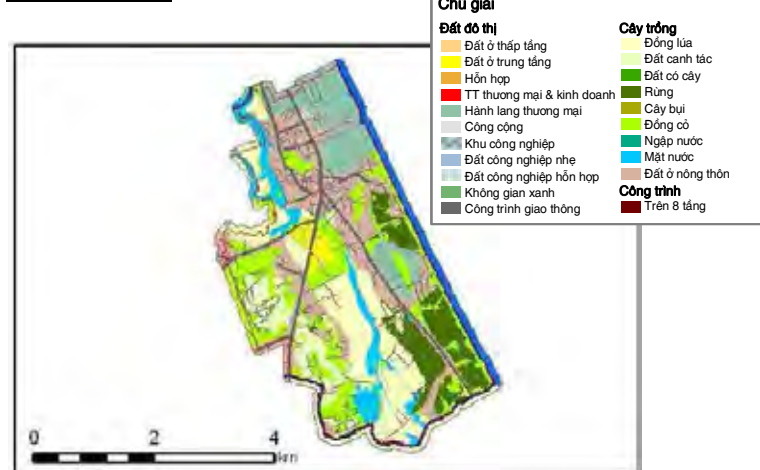 Chú giải
Đất đô thị
Đất ở thấp tầng
Đất ở trung tầng
Hỗn hợp
TT thương mại & kinh doanh
Hành lang thương mại
Công cộng
Khu công nghiệp
Đất công nghiệp nhẹ
Đất công nghiệp hỗn hợp
Không gian xanh
Công trình giao thông
Cây trồng
Đồng lúa
Đất canh tác
Đất có cây
Rừng
Cây bụi
Đồng cỏ
Ngập nước
Mặt nước
Đất ở nông thôn
Công trình
Trên 8 tầng
0 2 4
km